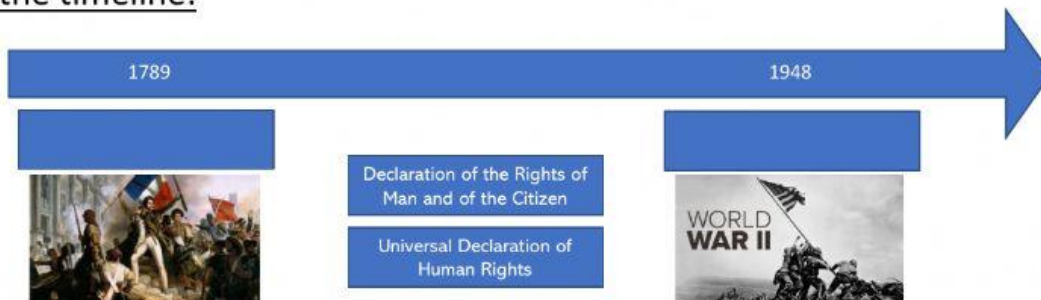 the timeline:
1789
1948
Declaration of the Rights of
Man and of the Citizen
Universal Declaration of
Human Rights
WORLD
WAR II